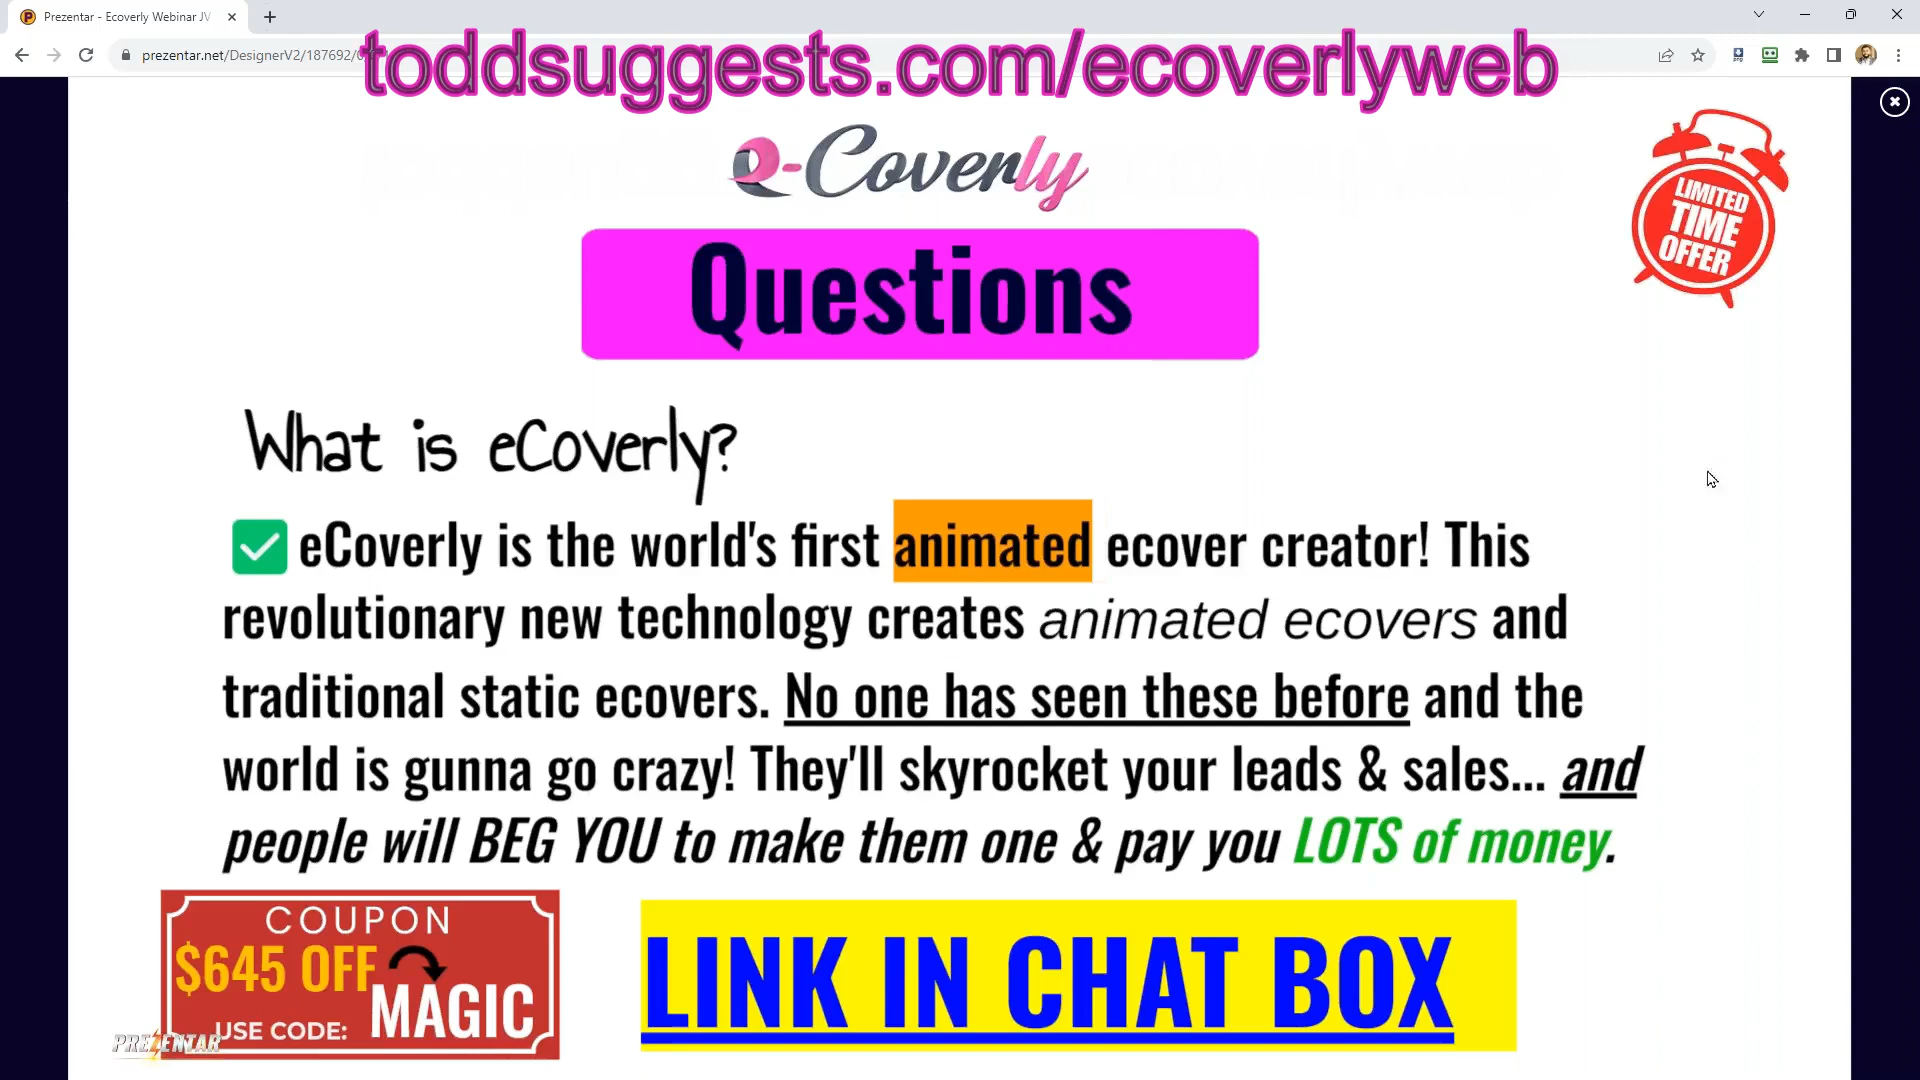 Prezentar - Ecoverly Webinar JV
prezentar.net/DesignerV2/187692/
toddsuggests.com/ecoverlyweb
e-Coverly
LIMITED
TIME
OFFER
Questions
What is eCoverly?
eCoverly is the world's first animated ecover creator! This
revolutionary new technology creates animated ecovers and
traditional static ecovers. No one has seen these before and the
world is gunna go crazy! They'll skyrocket your leads & sales... and
people will BEG YOU to make them one & pay you LOTS of money.
COUPON
$645 OFF
USE CODE: MAGIC
PREZENTAR
LINK IN CHAT BOX